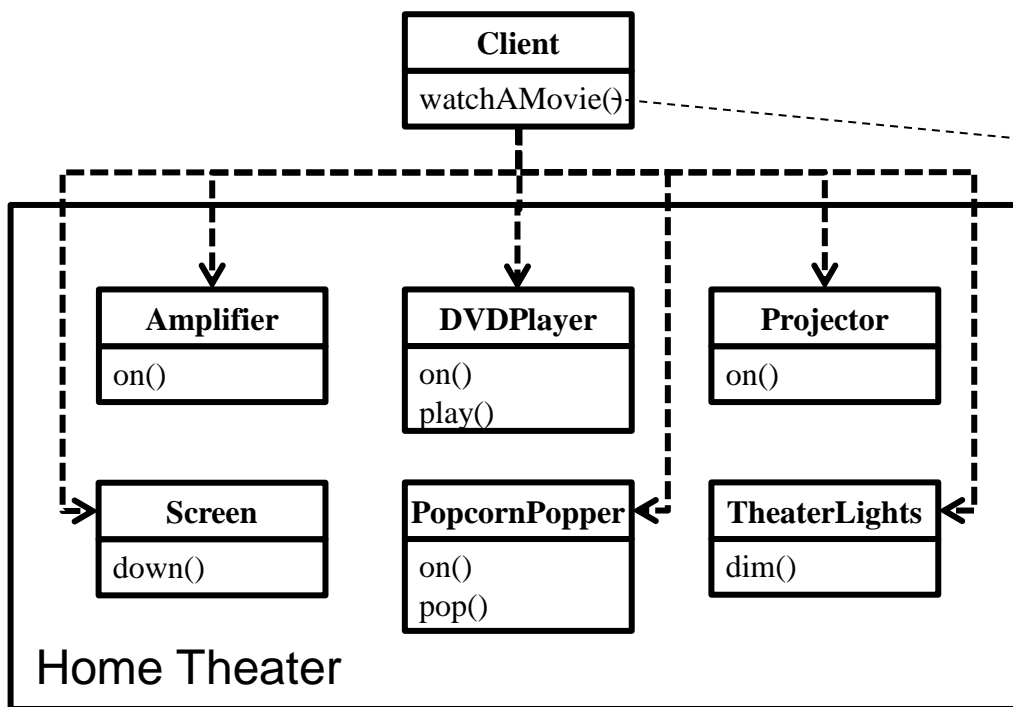 Client
watchAMovie()
Amplifier
on()
DVDPlayer
on()
play()
Projector
on()
Screen
down()
PopcornPopper
on()
pop()
TheaterLights
dim()
Home Theater